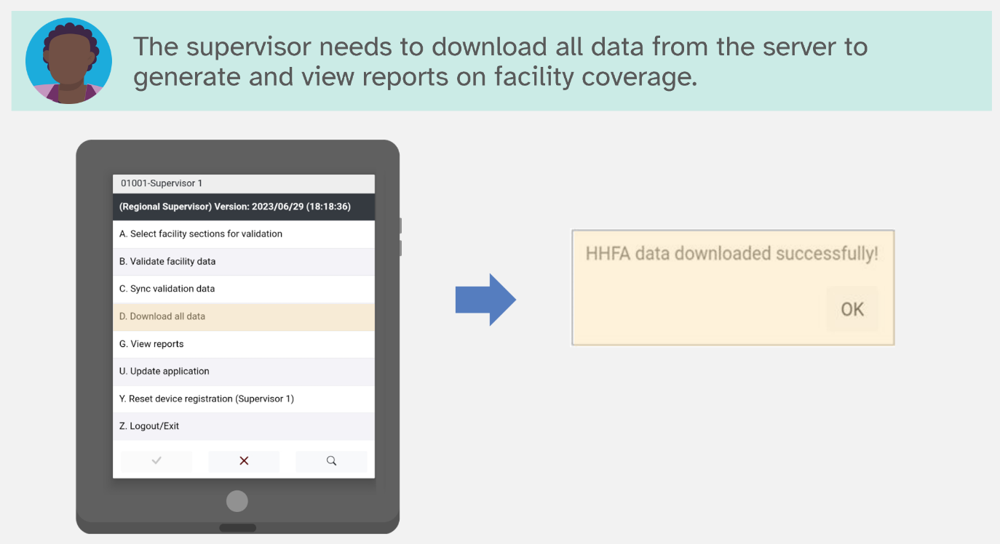 The supervisor needs to download all data from the server to
generate and view reports on facility coverage.
01001-Supervisor 1
(Regional Supervisor) Version: 2023/06/29 (18:18:36)
A. Select facility sections for validation
B. Validate facility data
C. Sync validation data
D. Download all data
G. View reports
U. Update application
Y. Reset device registration (Supervisor 1)
Z. Logout/Exit
HHFA data downloaded successfully!
OK